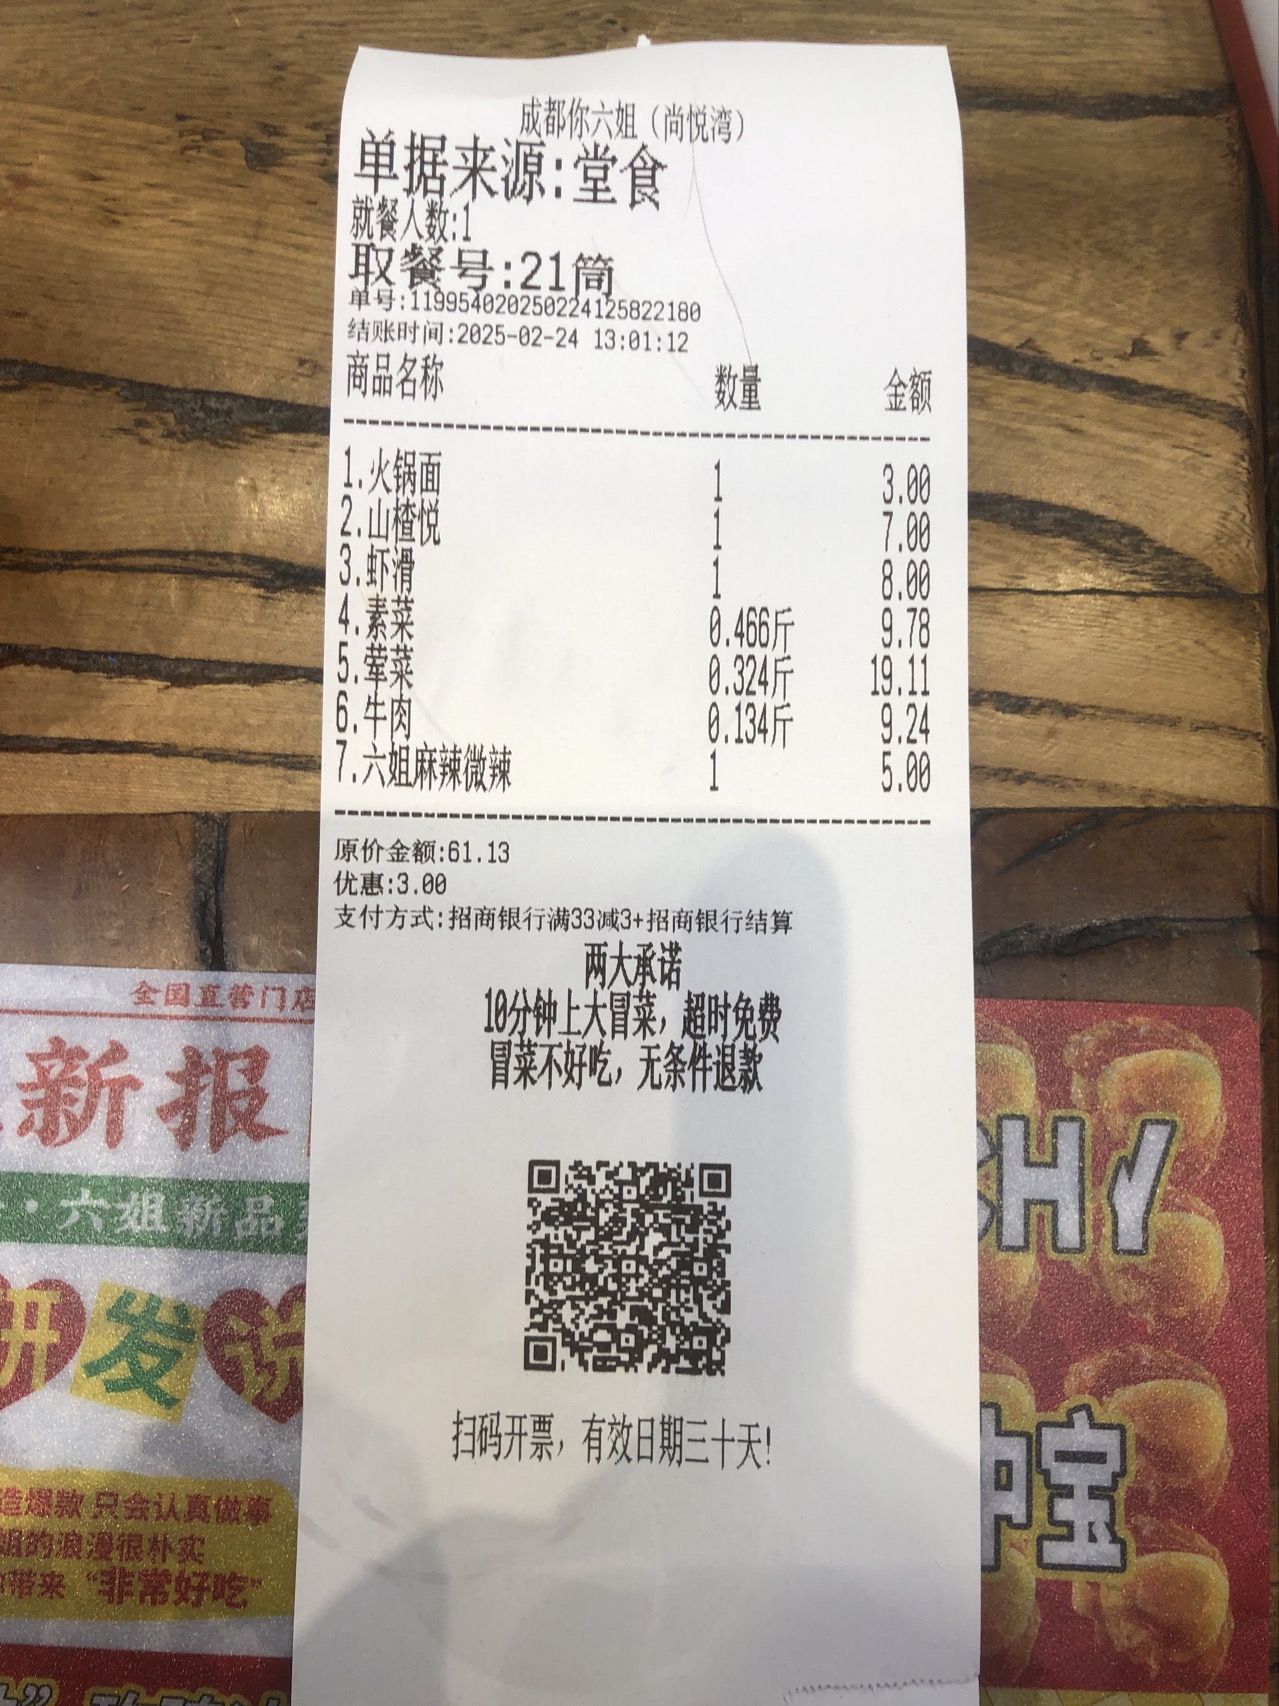 成都你六姐（尚悦湾）
单据来源:堂食
就餐人数:1
取餐号:21筒
单号:119954020250224125822180
结账时间:2025-02-24 13:01:12
商品名称 数量 金额
1.火锅面 1 3.00
2.山楂悦 1 7.00
3.虾滑 1 8.00
4.素菜 0.466斤 9.78
5.荤菜 0.324斤 19.11
6.牛肉 0.134斤 9.24
7.六姐麻辣微辣 1 5.00
原价金额:61.13
优惠:3.00
支付方式:招商银行满33减3+招商银行结算
两大承诺
10分钟上大冒菜，超时免费
冒菜不好吃，无条件退款
扫码开票，有效日期三十天!
全国直营门店
新报
·六姐新品
研发
造爆款 只会认真做事
姐的浪漫很朴实
带来“非常好吃”
CH
宝